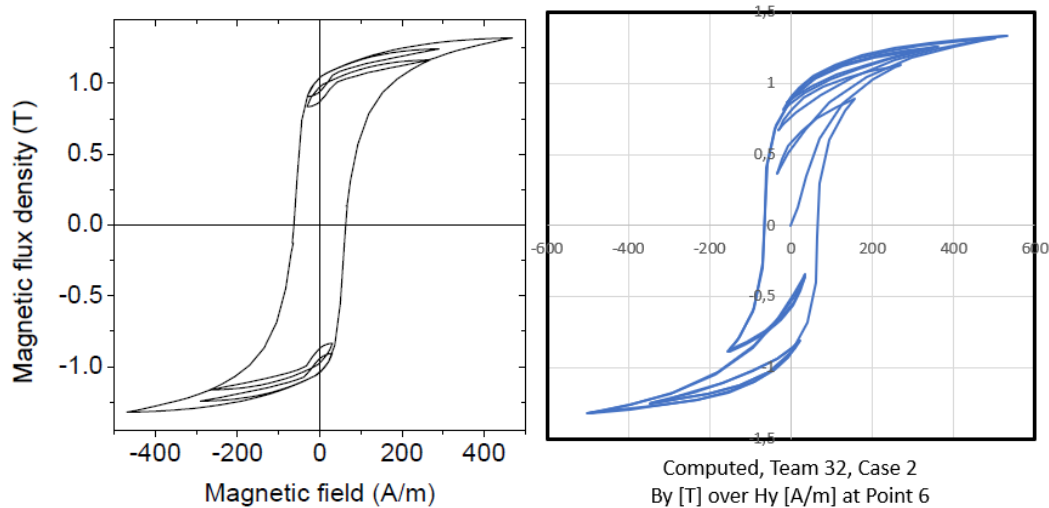 Magnetic flux density (T)
1.0
0.5
0.0
-0.5
-1.0
-400 -200 0 200 400
Magnetic field (A/m)
1,5
1
0,5
0
-600 -400 -200 0 200 400 600
-0,5
-1
-1,5
Computed, Team 32, Case 2
By [T] over Hy [A/m] at Point 6